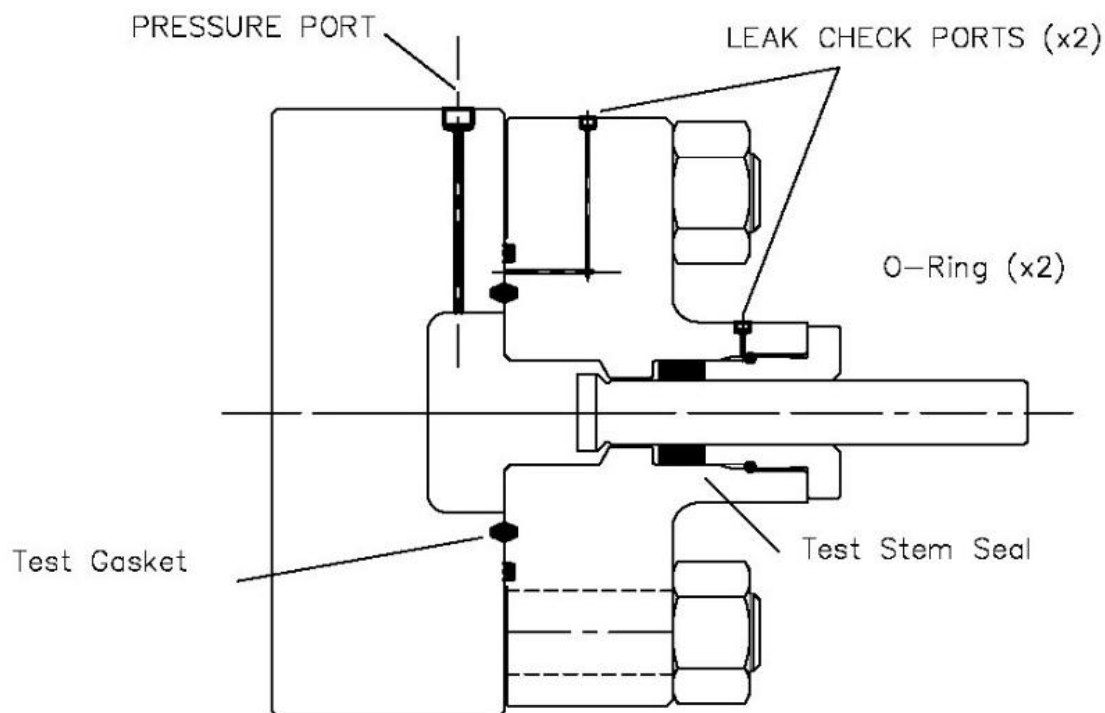 PRESSURE PORT
LEAK CHECK PORTS (x2)
O-Ring (x2)
Test Gasket
Test Stem Seal